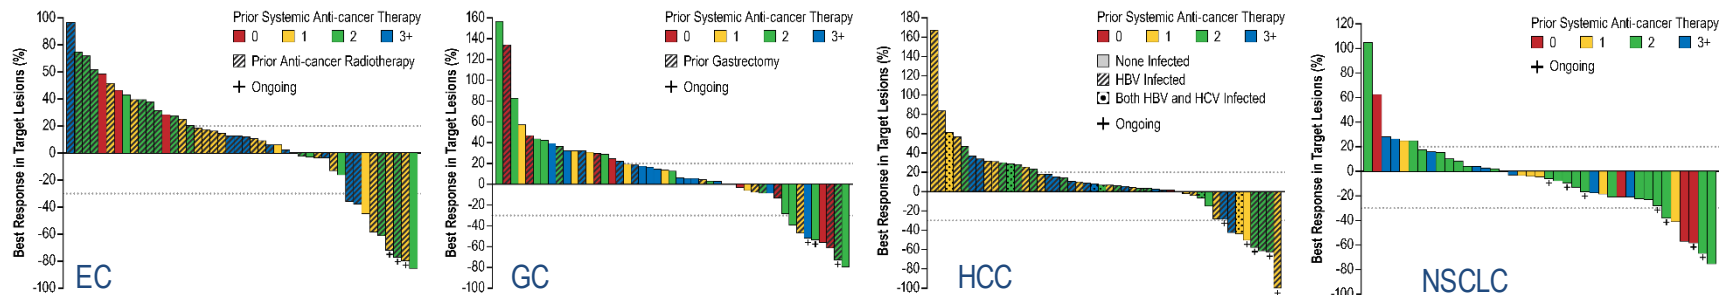 Best Response in Target Lesions (%)
100
80
60
40
20
0
-20
-40
-60
-80
-100
Prior Systemic Anti-cancer Therapy
0 1 2 3+
Prior Anti-cancer Radiotherapy
+ Ongoing
EC
Best Response in Target Lesions (%)
160
140
120
100
80
60
40
20
0
-20
-40
-60
-80
-100
Prior Systemic Anti-cancer Therapy
0 1 2 3+
Prior Gastrectomy
+ Ongoing
GC
Best Response in Target Lesions (%)
180
160
140
120
100
80
60
40
20
0
-20
-40
-60
-80
-100
Prior Systemic Anti-cancer Therapy
0 1 2 3+
None Infected
HBV Infected
Both HBV and HCV Infected
+ Ongoing
HCC
Best Response in Target Lesions (%)
120
100
80
60
40
20
0
-20
-40
-60
-80
-100
Prior Systemic Anti-cancer Therapy
0 1 2 3+
+ Ongoing
NSCLC